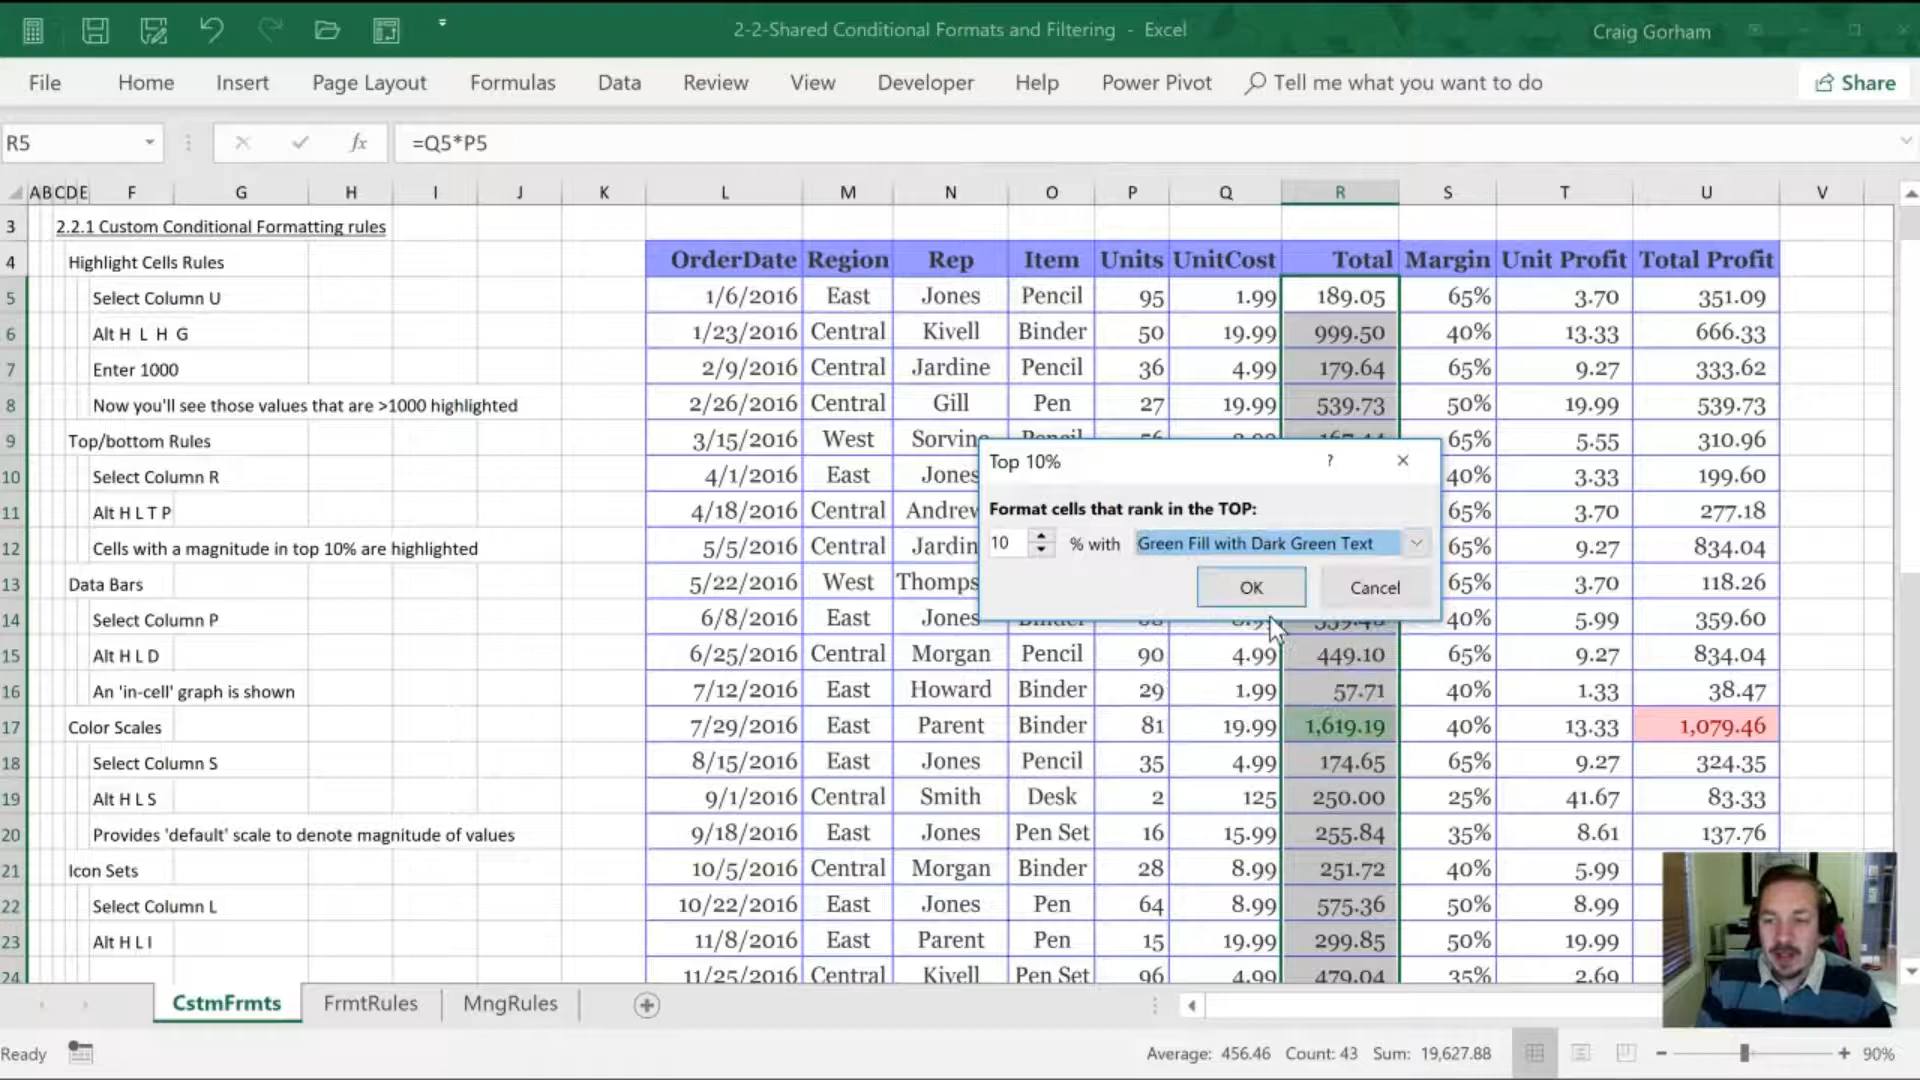 2-2-Shared Conditional Formats and Filtering - Excel
Craig Gorham
File Home Insert Page Layout Formulas Data Review View Developer Help Power Pivot Tell me what you want to do Share
R5 fx =Q5*P5
A B C D E F G H I J K L M N O P Q R S T U V
3 2.2.1 Custom Conditional Formatting rules
4 Highlight Cells Rules OrderDate Region Rep Item Units UnitCost Total Margin Unit Profit Total Profit
5 Select Column U 1/6/2016 East Jones Pencil 95 1.99 189.05 65% 3.70 351.09
6 Alt H L H G 1/23/2016 Central Kivell Binder 50 19.99 999.50 40% 13.33 666.33
7 Enter 1000 2/9/2016 Central Jardine Pencil 36 4.99 179.64 65% 9.27 333.62
8 Now you'll see those values that are >1000 highlighted 2/26/2016 Central Gill Pen 27 19.99 539.73 50% 19.99 539.73
9 Top/bottom Rules 3/15/2016 West 65% 5.55 310.96
10 Select Column R 4/1/2016 East Jones 40% 3.33 199.60
11 Alt H L T P 4/18/2016 Central 65% 3.70 277.18
12 Cells with a magnitude in top 10% are highlighted 5/5/2016 Central Jardin 65% 9.27 834.04
13 Data Bars 5/22/2016 West Thomps 65% 3.70 118.26
14 Select Column P 6/8/2016 East Jones 40% 5.99 359.60
15 Alt H L D 6/25/2016 Central Morgan Pencil 90 4.99 449.10 65% 9.27 834.04
16 An 'in-cell' graph is shown 7/12/2016 East Howard Binder 29 1.99 57.71 40% 1.33 38.47
17 Color Scales 7/29/2016 East Parent Binder 81 19.99 1,619.19 40% 13.33 1,079.46
18 Select Column S 8/15/2016 East Jones Pencil 35 4.99 174.65 65% 9.27 324.35
19 Alt H L S 9/1/2016 Central Smith Desk 2 125 250.00 25% 41.67 83.33
20 Provides 'default' scale to denote magnitude of values 9/18/2016 East Jones Pen Set 16 15.99 255.84 35% 8.61 137.76
21 Icon Sets 10/5/2016 Central Morgan Binder 28 8.99 251.72 40% 5.99
22 Select Column L 10/22/2016 East Jones Pen 64 8.99 575.36 50% 8.99
23 Alt H L I 11/8/2016 East Parent Pen 15 19.99 299.85 50% 19.99
24 11/25/2016 Central Kivell Pen Set 96 4.99 479.04 35% 2.69
Top 10% ?
Format cells that rank in the TOP:
10 % with Green Fill with Dark Green Text
OK Cancel
CstmFrmts FrmtRules MngRules
Ready Average: 456.46 Count: 43 Sum: 19,627.88 90%